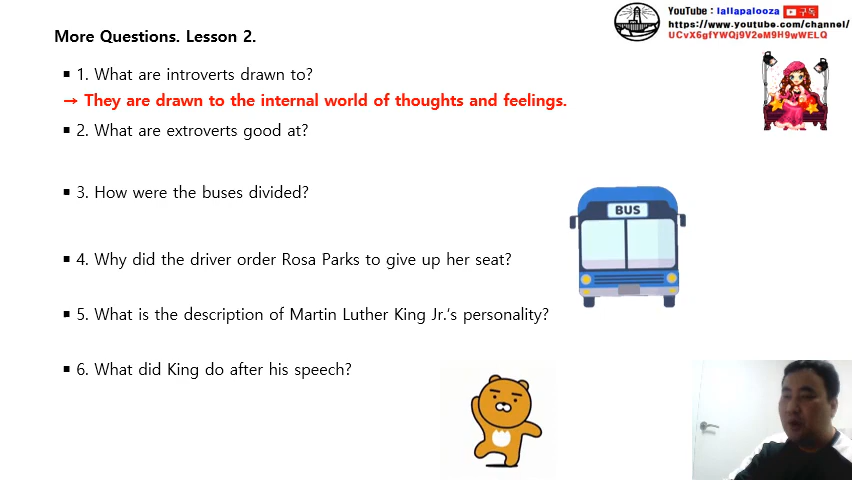 YouTube : lallapalooza 구독
https://www.youtube.com/channel/
UCvX6gfYWQj9V2eM9H9wWELQ
More Questions. Lesson 2.
1. What are introverts drawn to?
→ They are drawn to the internal world of thoughts and feelings.
2. What are extroverts good at?
3. How were the buses divided?
BUS
4. Why did the driver order Rosa Parks to give up her seat?
5. What is the description of Martin Luther King Jr.'s personality?
6. What did King do after his speech?